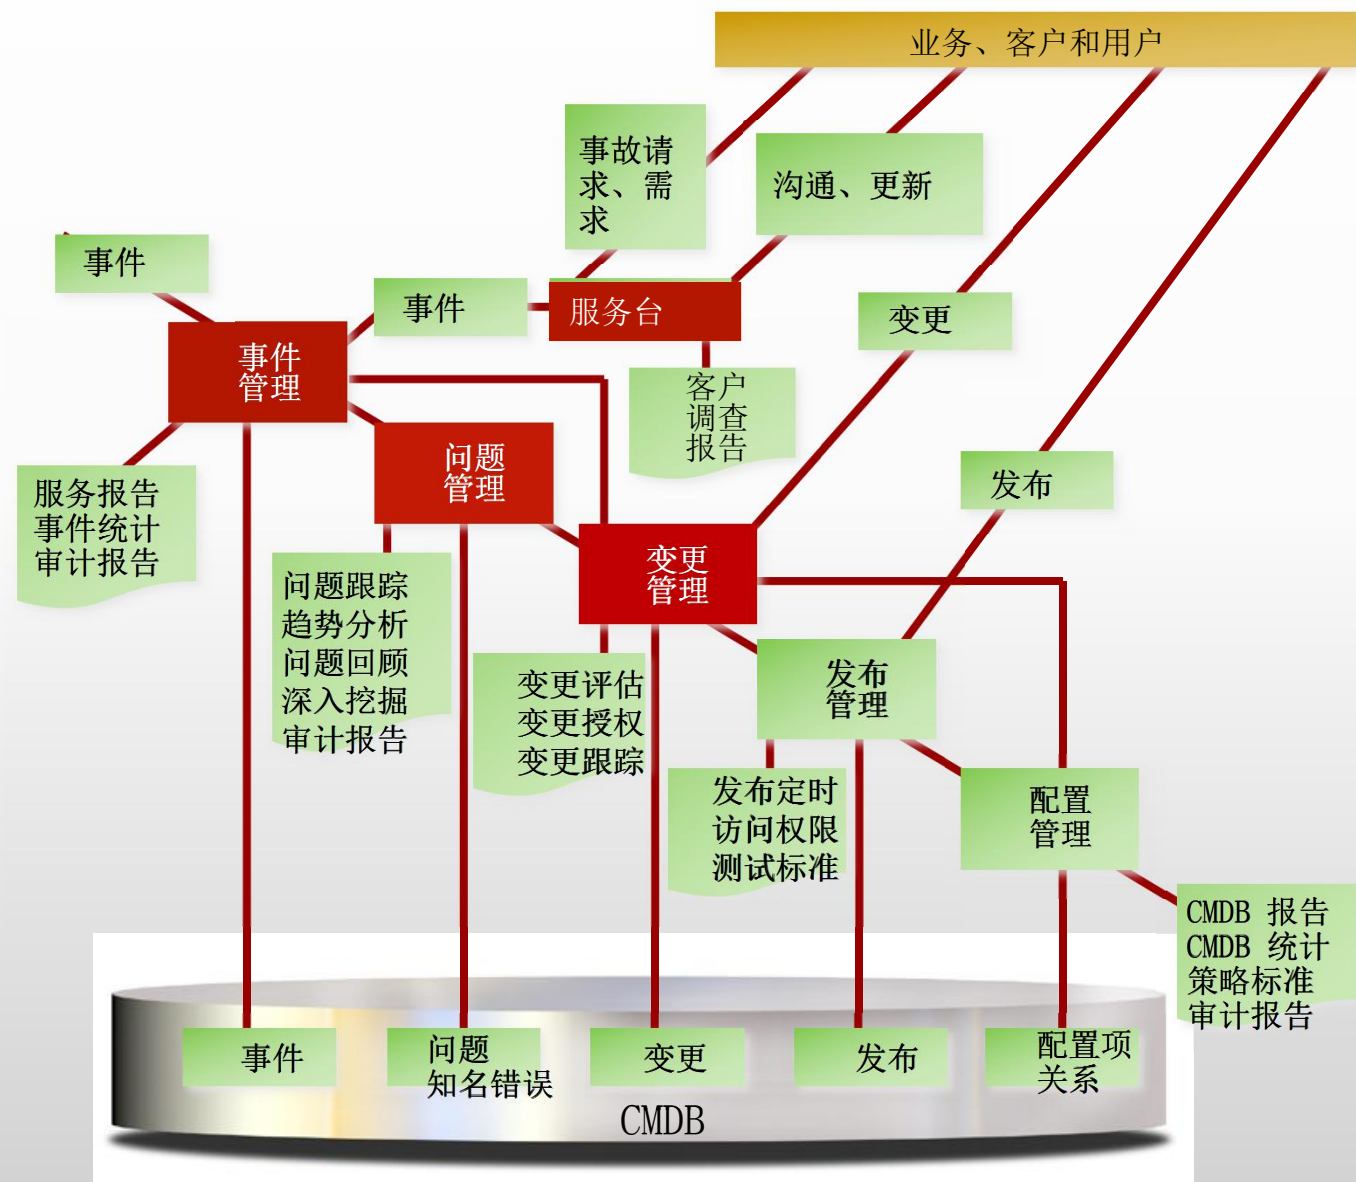 业务、客户和用户
事故请
求、需
求
沟通、更新
事件
事件
服务台
变更
事件
管理
客户
调查
报告
问题
管理
发布
服务报告
事件统计
审计报告
变更
管理
问题跟踪
趋势分析
问题回顾
深入挖掘
审计报告
变更评估
变更授权
变更跟踪
发布
管理
发布定时
访问权限
测试标准
配置
管理
CMDB 报告
CMDB 统计
策略标准
审计报告
事件
问题
知名错误
变更
发布
配置项
关系
CMDB